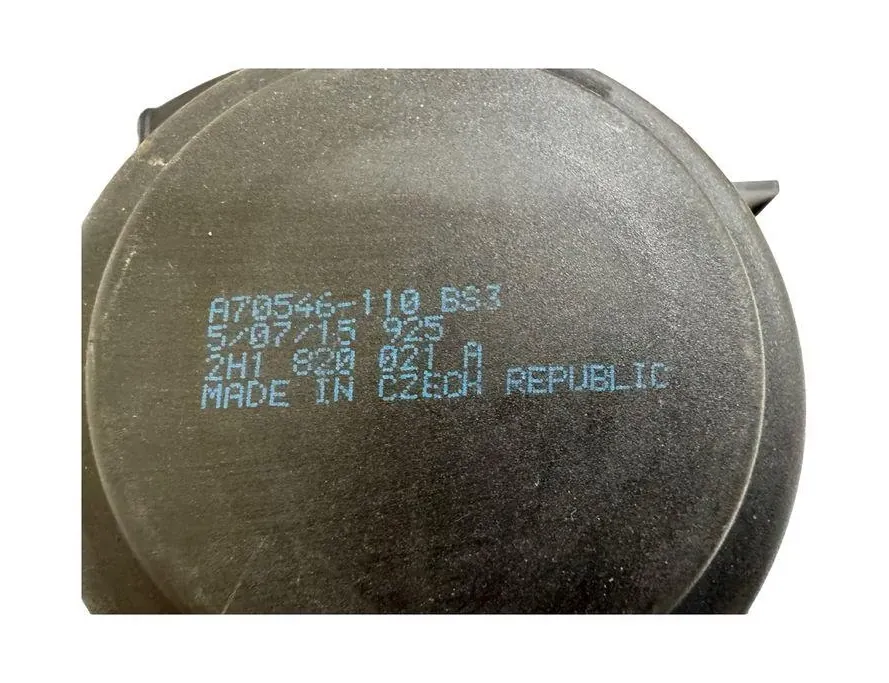 A70546-110 BS3
5/07/15 925
2H1 820 021 A
MADE IN CZECH REPUBLIC